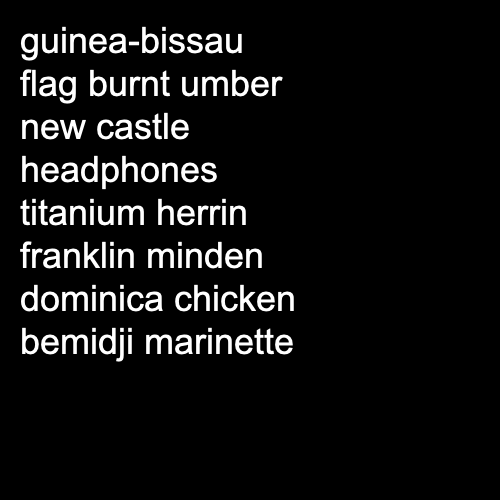 guinea-bissau
flag burnt umber
new castle
headphones
titanium herrin
franklin minden
dominica chicken
bemidji marinette